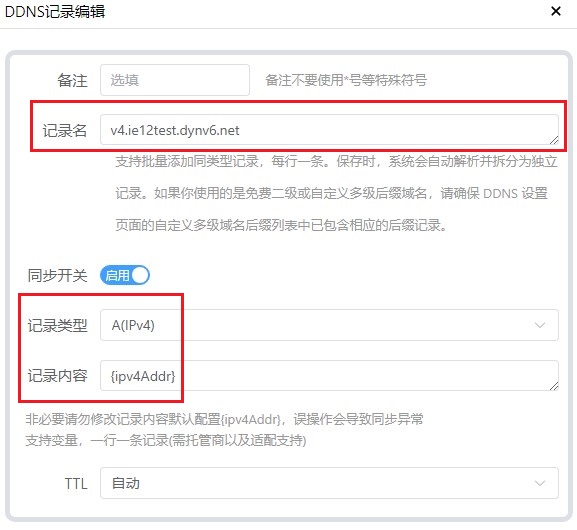 DDNS记录编辑
备注 选填 备注不要使用*号等特殊符号
记录名 v4.ie12test.dynv6.net
支持批量添加同类型记录，每行一条。保存时，系统会自动解析并拆分为独立
记录。如果你使用的是免费二级或自定义多级后缀域名，请确保 DDNS 设置
页面的自定义多级域名后缀列表中已包含相应的后缀记录。
同步开关 启用
记录类型 A(IPv4)
记录内容 {ipv4Addr}
非必要请勿修改记录内容默认配置{ipv4Addr}，误操作会导致同步异常
支持变量，一行一条记录(需托管商以及适配支持)
TTL 自动